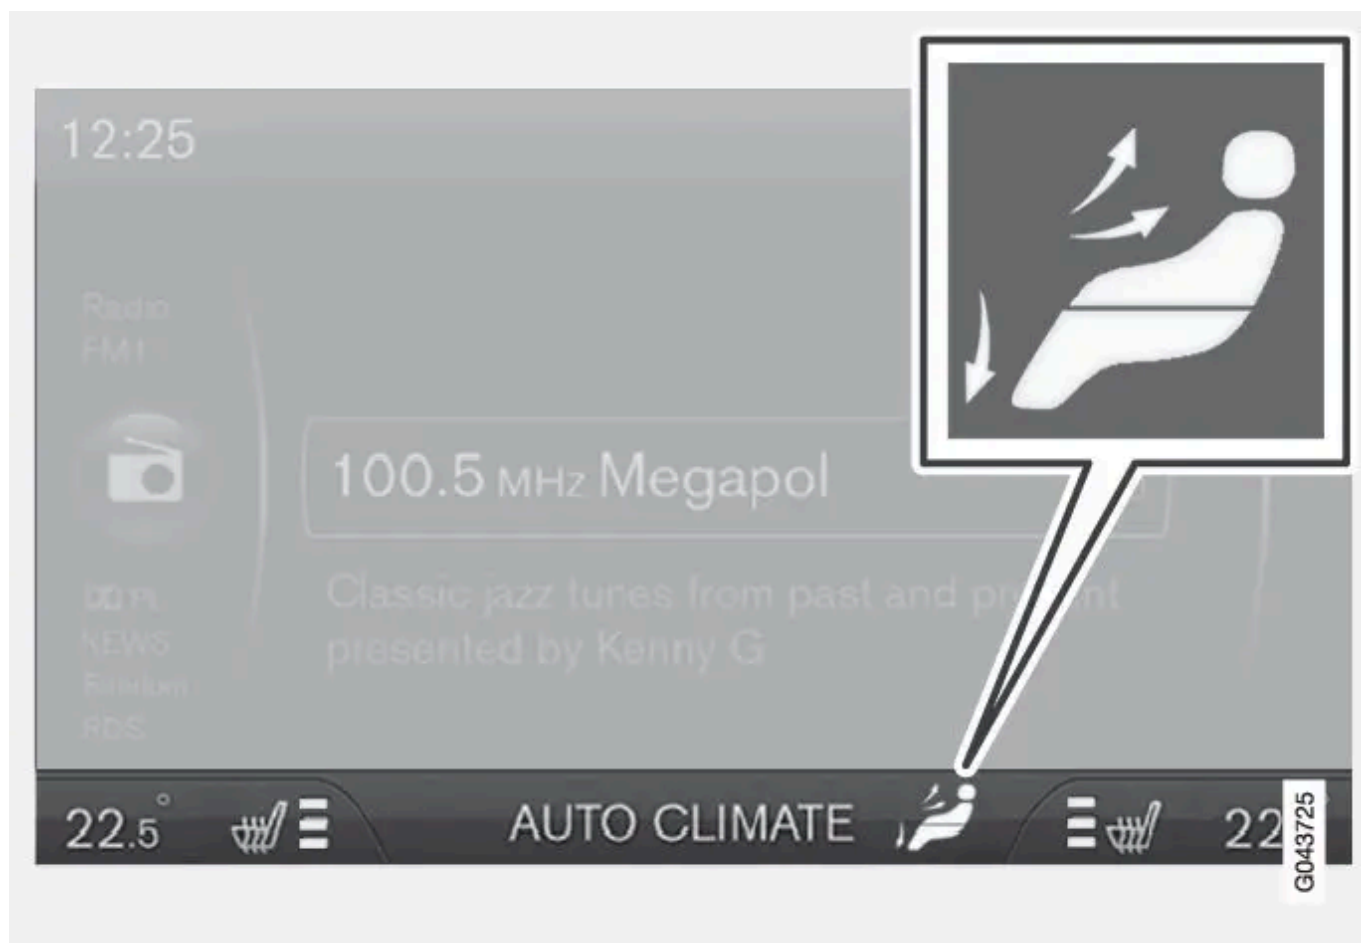 12:25
Radio
FM1
100.5 MHz Megapol
Classic jazz tunes from past and
presented by Kenny G
NEWS
RDS
22.5°
AUTO CLIMATE
22
G043725